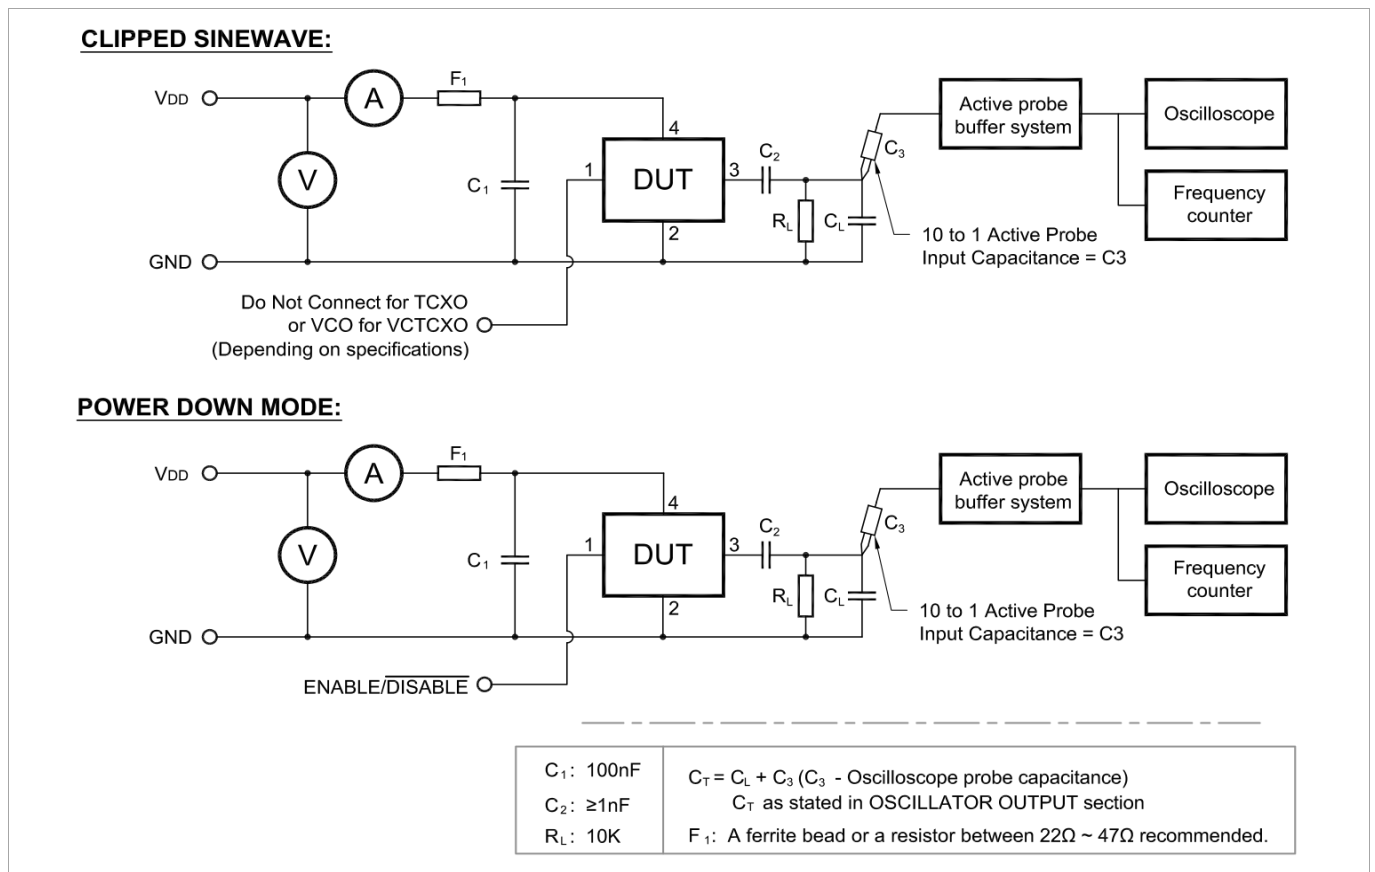 CLIPPED SINEWAVE:
VDD
A
F1
V
C1
4
1
DUT
3
2
C2
RL
CL
C3
Active probe
buffer system
Oscilloscope
Frequency
counter
10 to 1 Active Probe
Input Capacitance = C3
GND
Do Not Connect for TCXO
or VCO for VCTCXO
(Depending on specifications)
POWER DOWN MODE:
VDD
A
F1
V
C1
4
1
DUT
3
2
C2
RL
CL
C3
Active probe
buffer system
Oscilloscope
Frequency
counter
10 to 1 Active Probe
Input Capacitance = C3
GND
ENABLE/DISABLE
C1: 100nF
C2: ≥1nF
RL: 10K
CT = CL + C3 (C3 - Oscilloscope probe capacitance)
CT as stated in OSCILLATOR OUTPUT section
F1: A ferrite bead or a resistor between 22Ω ~ 47Ω recommended.